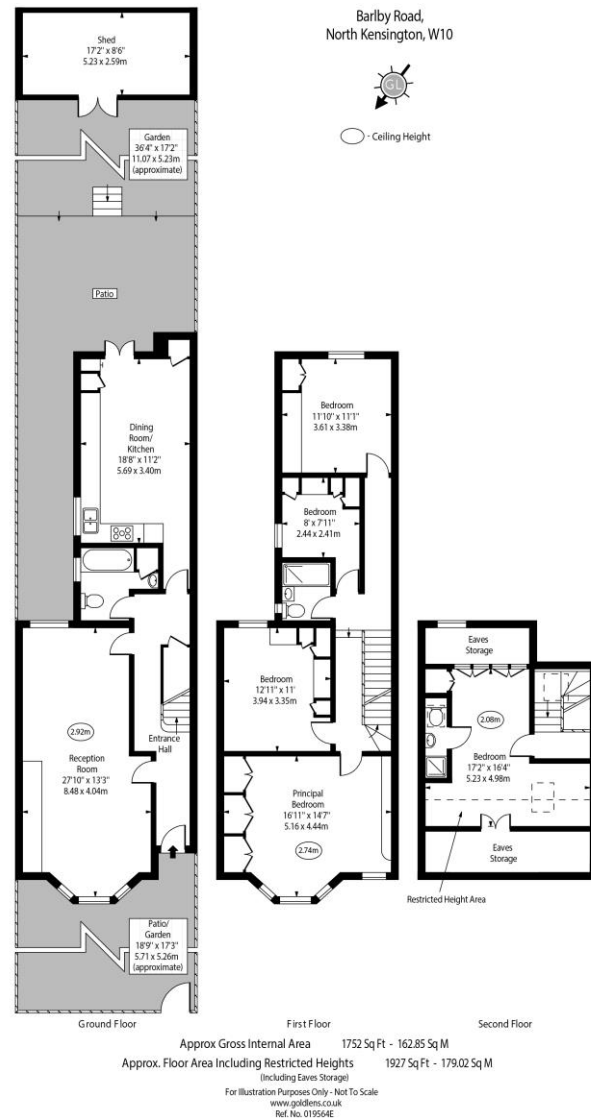 Barlby Road,
North Kensington, W10
GL
- Ceiling Height
Shed
17'2" x 8'6"
5.23 x 2.59m
Garden
36'4" x 17'2"
11.07 x 5.23m
(approximate)
Patio
Dining
Room/
Kitchen
18'8" x 11'2"
5.69 x 3.40m
2.92m
Reception
Room
27'10" x 13'3"
8.48 x 4.04m
Entrance
Hall
Patio/
Garden
18'9" x 17'3"
5.71 x 5.26m
(approximate)
Ground Floor
Bedroom
11'10" x 11'1"
3.61 x 3.38m
Bedroom
8' x 7'11"
2.44 x 2.41m
Bedroom
12'11" x 11'
3.94 x 3.35m
Principal
Bedroom
16'11" x 14'7"
5.16 x 4.44m
2.74m
First Floor
Eaves
Storage
2.08m
Bedroom
17'2" x 16'4"
5.23 x 4.98m
Eaves
Storage
Restricted Height Area
Second Floor
Approx Gross Internal Area 1752 Sq Ft - 162.85 Sq M
Approx. Floor Area Including Restricted Heights 1927 Sq Ft - 179.02 Sq M
(Including Eaves Storage)
For Illustration Purposes Only - Not To Scale
www.goldlens.co.uk
Ref. No. 019564E